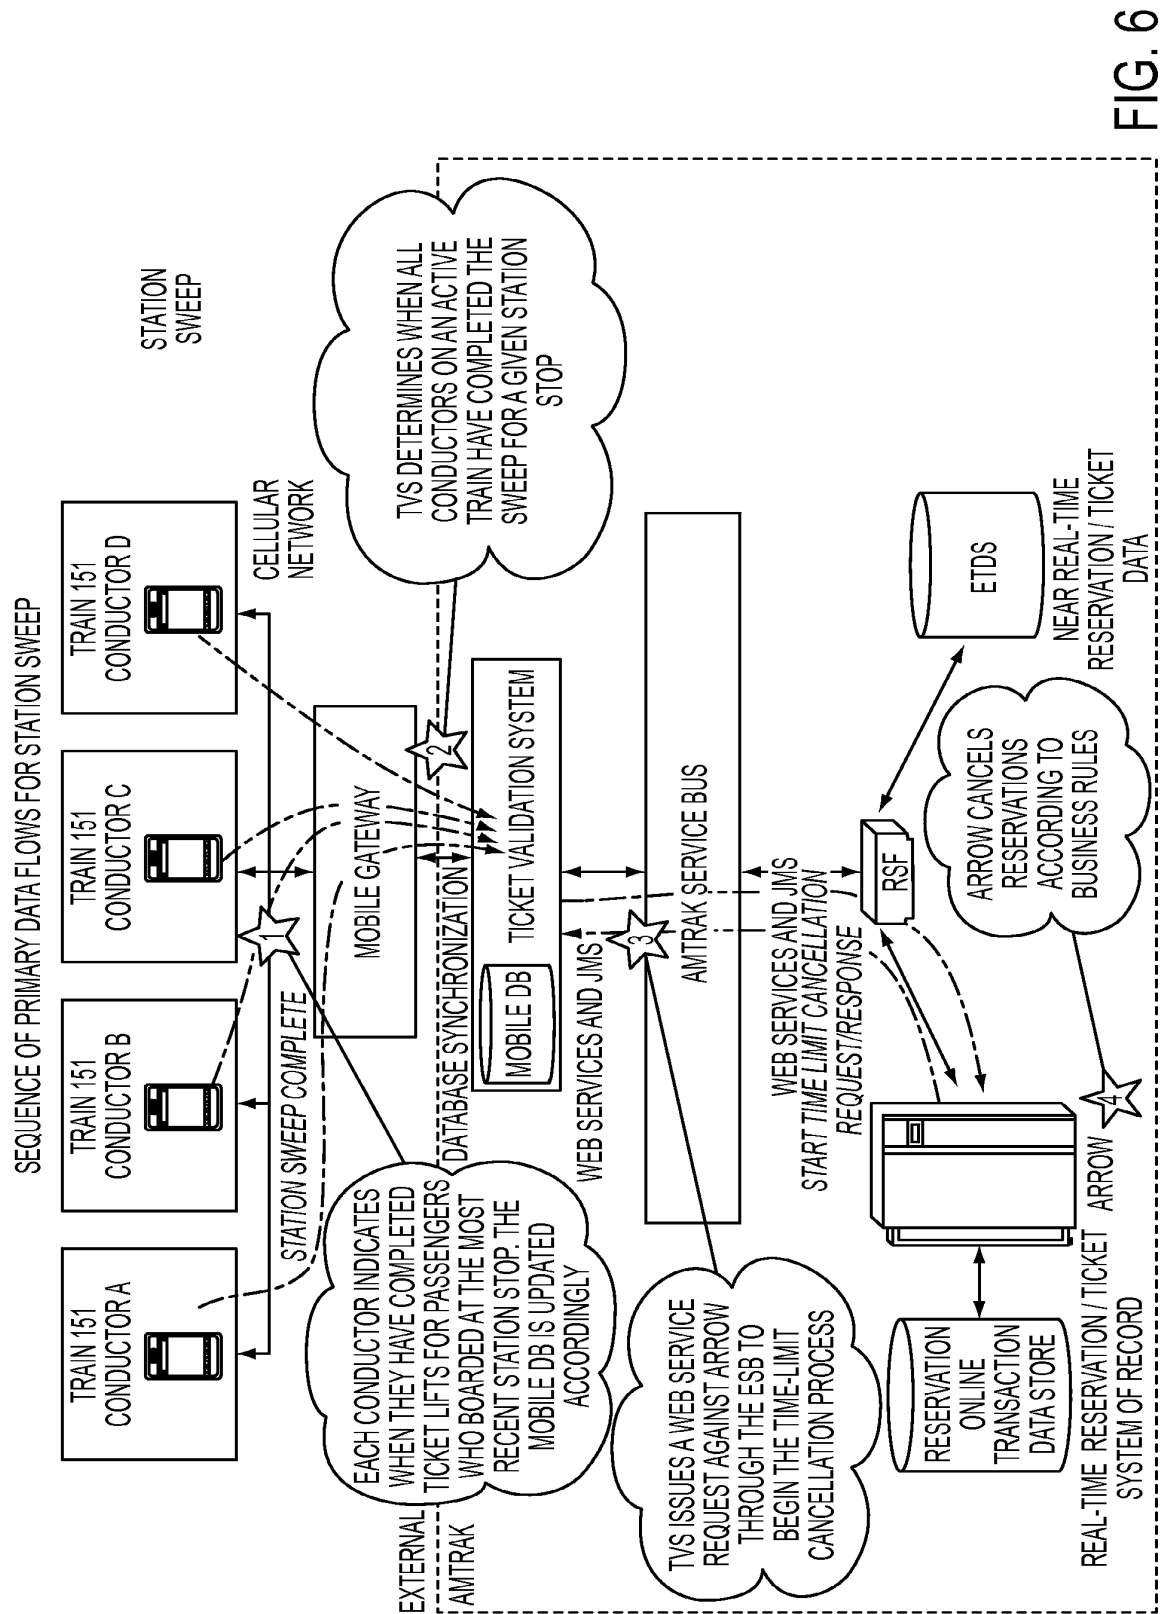 SEQUENCE OF PRIMARY DATA FLOWS FOR STATION SWEEP
TRAIN 151
CONDUCTOR A
TRAIN 151
CONDUCTOR B
TRAIN 151
CONDUCTOR C
TRAIN 151
CONDUCTOR D
STATION
SWEEP
CELLULAR
NETWORK
STATION SWEEP COMPLETE
1
EACH CONDUCTOR INDICATES
WHEN THEY HAVE COMPLETED
TICKET LIFTS FOR PASSENGERS
WHO BOARDED AT THE MOST
RECENT STATION STOP. THE
MOBILE DB IS UPDATED
ACCORDINGLY
MOBILE GATEWAY
2
TVS DETERMINES WHEN ALL
CONDUCTORS ON AN ACTIVE
TRAIN HAVE COMPLETED THE
SWEEP FOR A GIVEN STATION
STOP
EXTERNAL
AMTRAK
DATABASE SYNCHRONIZATION
MOBILE DB
TICKET VALIDATION SYSTEM
WEB SERVICES AND JMS
3
AMTRAK SERVICE BUS
TVS ISSUES A WEB SERVICE
REQUEST AGAINST ARROW
THROUGH THE ESB TO
BEGIN THE TIME-LIMIT
CANCELLATION PROCESS
WEB SERVICES AND JMS
START TIME LIMIT CANCELLATION
REQUEST/RESPONSE
RSF
ETDS
NEAR REAL-TIME
RESERVATION / TICKET
DATA
ARROW CANCELS
RESERVATIONS
ACCORDING TO
BUSINESS RULES
RESERVATION
ONLINE
TRANSACTION
DATA STORE
REAL-TIME RESERVATION / TICKET
SYSTEM OF RECORD
ARROW
4
FIG. 6